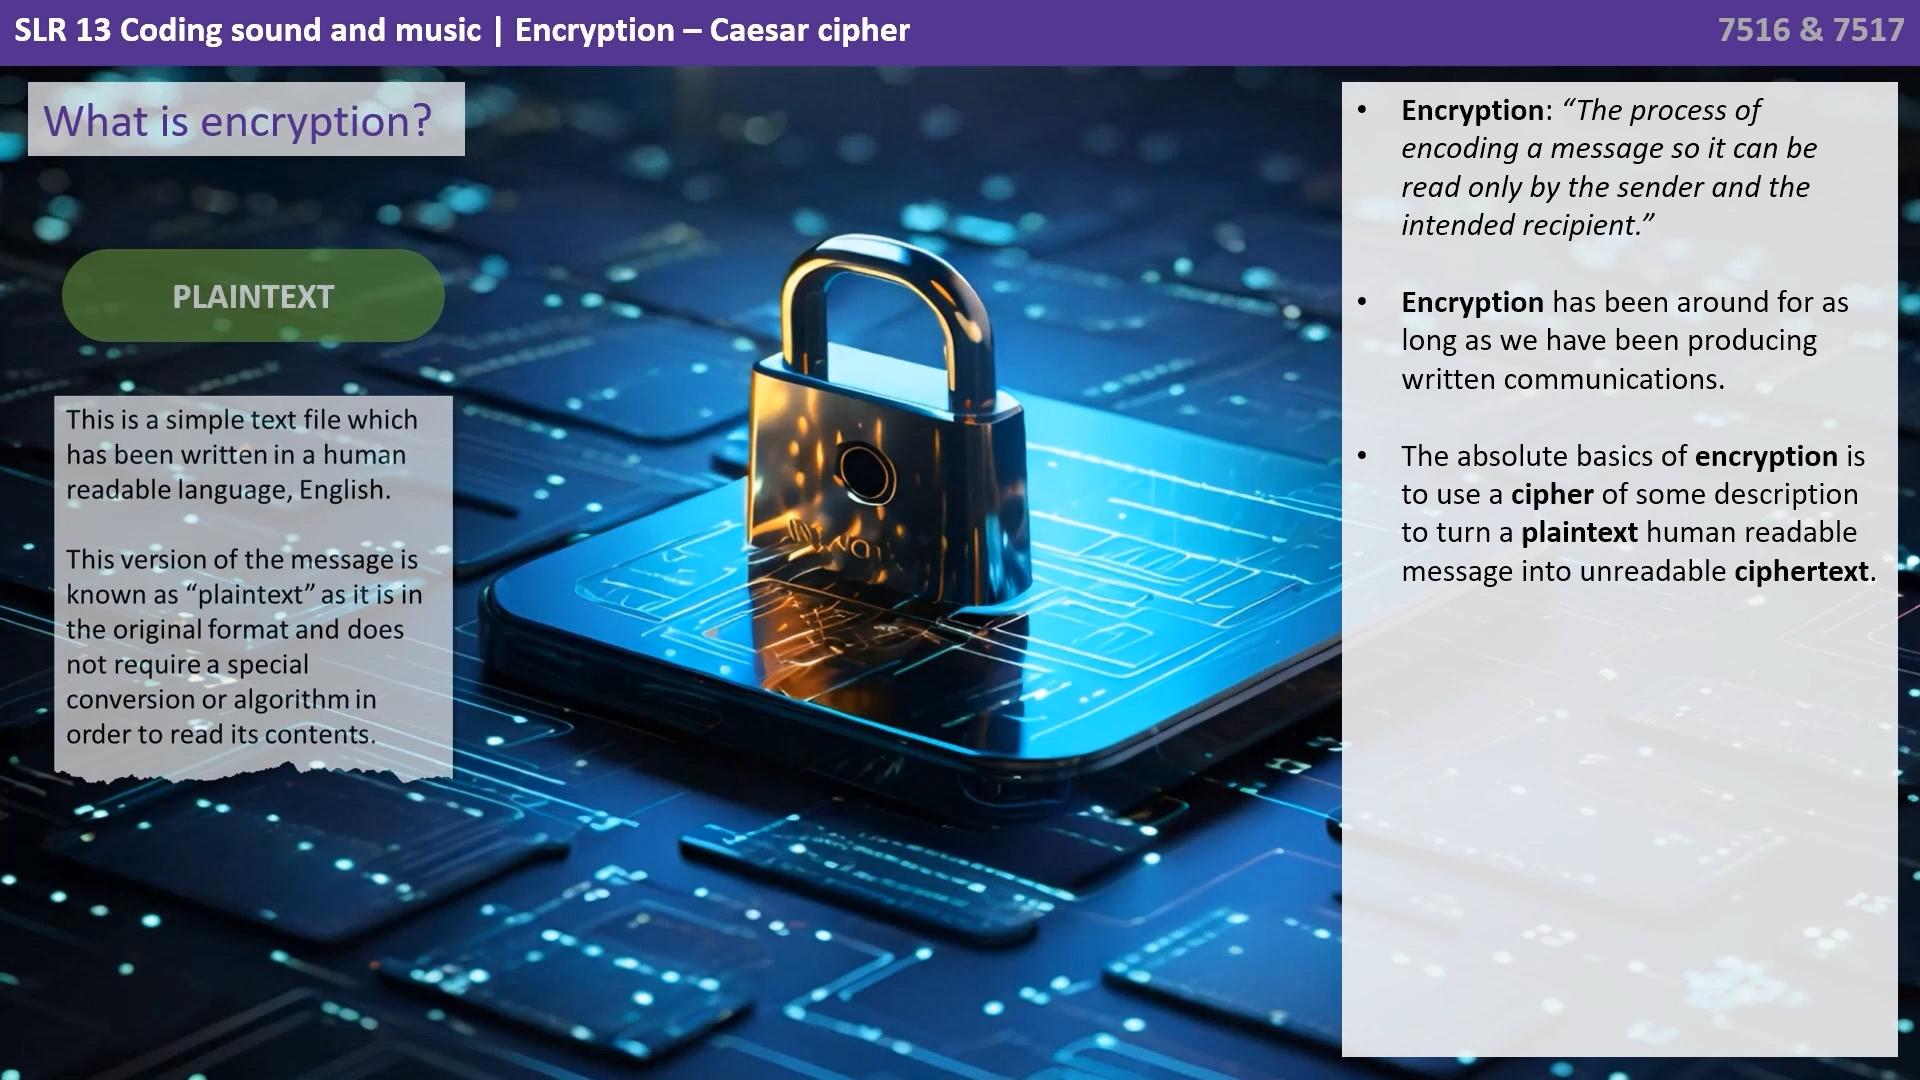 SLR 13 Coding sound and music | Encryption – Caesar cipher
7516 & 7517
What is encryption?
PLAINTEXT
This is a simple text file which
has been written in a human
readable language, English.
This version of the message is
known as “plaintext” as it is in
the original format and does
not require a special
conversion or algorithm in
order to read its contents.
• Encryption: “The process of
encoding a message so it can be
read only by the sender and the
intended recipient.”
• Encryption has been around for as
long as we have been producing
written communications.
• The absolute basics of encryption is
to use a cipher of some description
to turn a plaintext human readable
message into unreadable ciphertext.